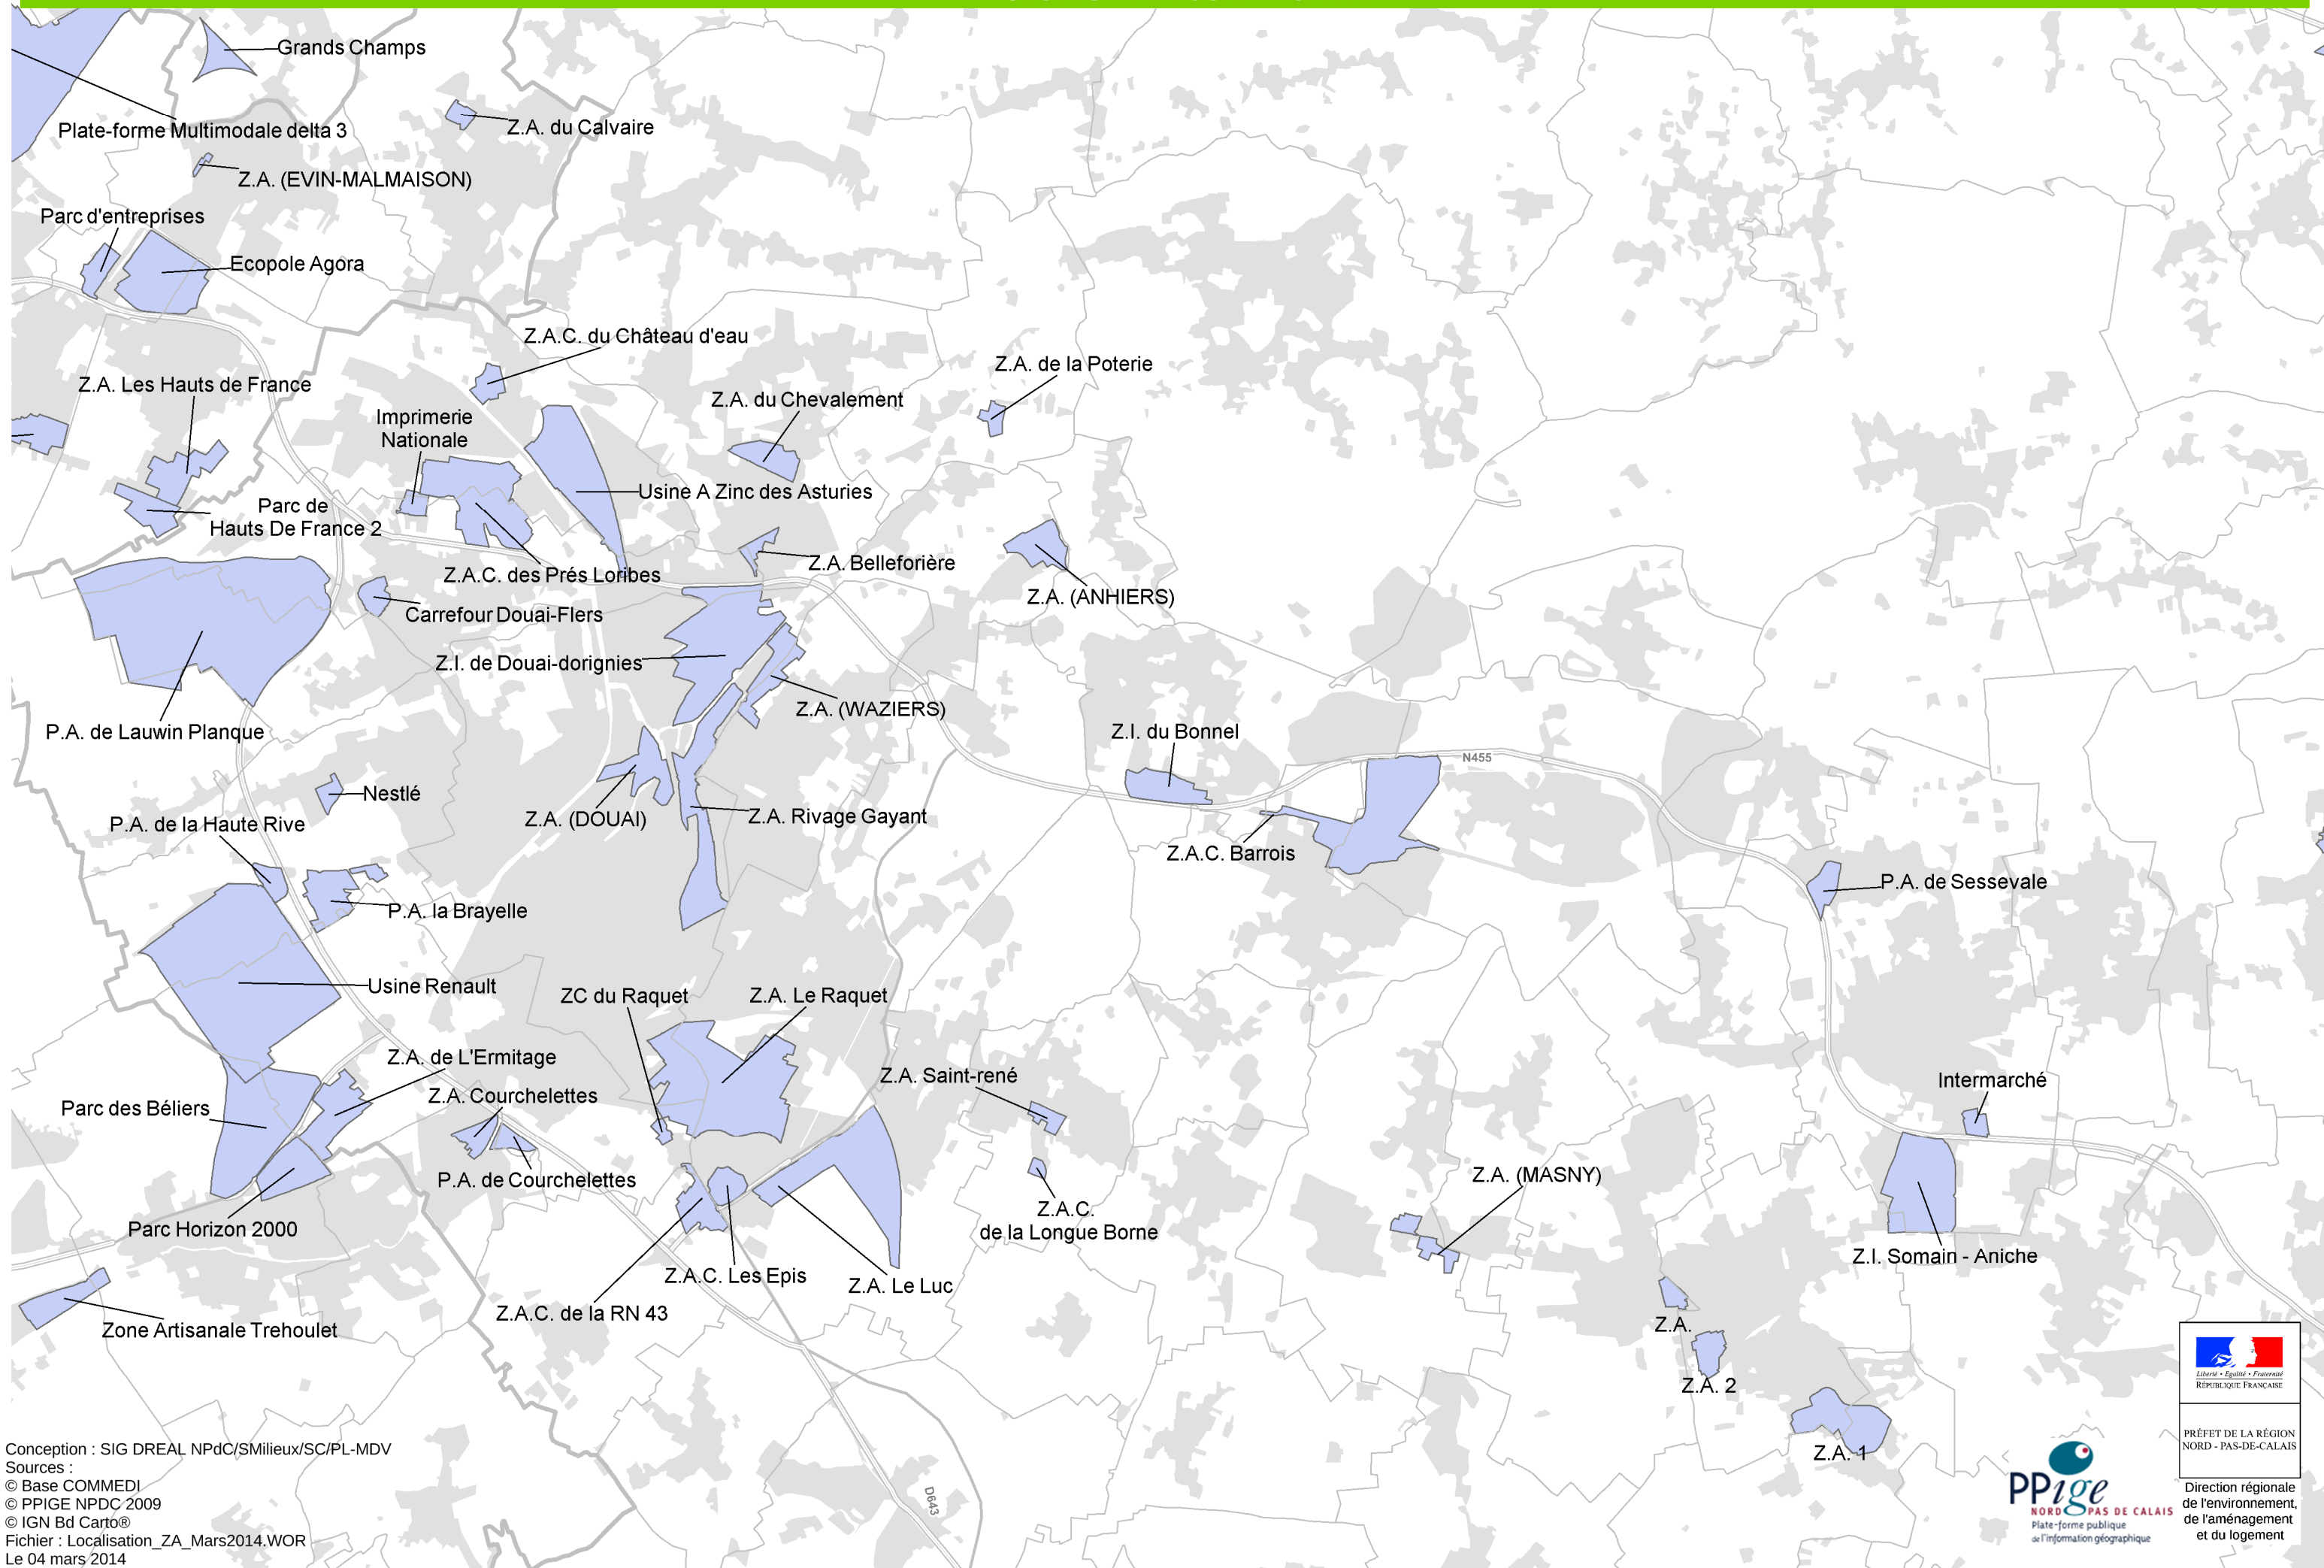 Grands Champs
Plate-forme Multimodale delta 3
Z.A. du Calvaire
Z.A. (EVIN-MALMAISON)
Parc d'entreprises
Ecopole Agora
Z.A.C. du Château d'eau
Z.A. de la Poterie
Z.A. Les Hauts de France
Z.A. du Chevalement
Imprimerie
Nationale
Usine A Zinc des Asturies
Parc de
Hauts De France 2
Z.A. Belleforière
Z.A.C. des Prés Loribes
Z.A. (ANHIERS)
Carrefour Douai-Flers
Z.I. de Douai-dorignies
Z.A. (WAZIERS)
P.A. de Lauwin Planque
Z.I. du Bonnel
N455
Nestlé
Z.A. Rivage Gayant
Z.A. (DOUAI)
P.A. de la Haute Rive
Z.A.C. Barrois
P.A. de Sessevale
P.A. la Brayelle
Usine Renault
ZC du Raquet
Z.A. Le Raquet
Z.A. de L'Ermitage
Z.A. Saint-rené
Intermarché
Z.A. Courchelettes
Parc des Béliers
Z.A. (MASNY)
P.A. de Courchelettes
Z.A.C.
de la Longue Borne
Parc Horizon 2000
Z.I. Somain - Aniche
Z.A.C. Les Epis
Z.A. Le Luc
Z.A.C. de la RN 43
Zone Artisanale Trehoulet
Z.A.
Z.A. 2
Z.A. 1
D643
Conception : SIG DREAL NPdC/SMilieux/SC/PL-MDV
Sources :
© Base COMMEDI
© PPIGE NPDC 2009
© IGN Bd Carto®
Fichier : Localisation_ZA_Mars2014.WOR
Le 04 mars 2014
PPige
NORD PAS DE CALAIS
Plate-forme publique
de l'information géographique
Liberté • Egalité • Fraternité
RÉPUBLIQUE FRANÇAISE
PRÉFET DE LA RÉGION
NORD - PAS-DE-CALAIS
Direction régionale
de l'environnement,
de l'aménagement
et du logement